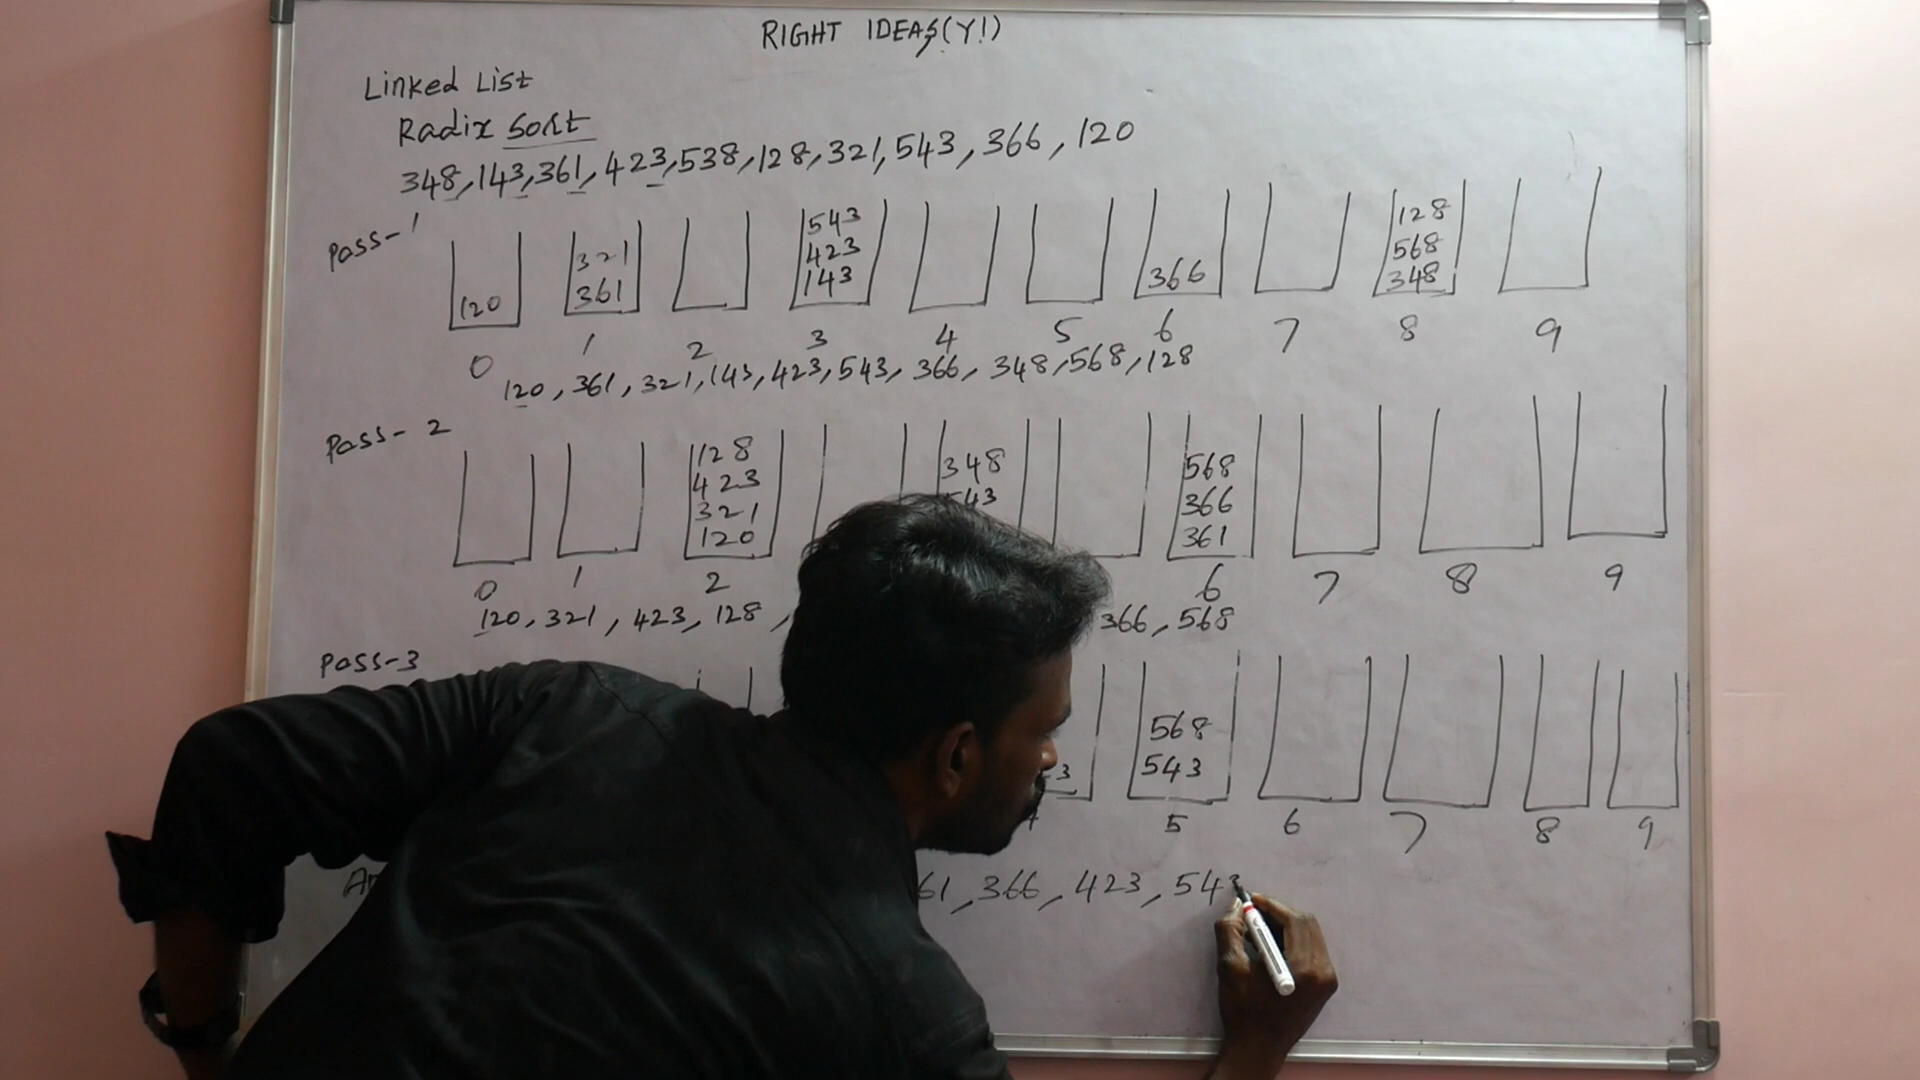 RIGHT IDEAS(Y!)
Linked List
Radix Sort
348,143,361,423,538,128,321,543,366,120
Pass-1
543
321 423 128
361 143 568
120 366 348
0 1 2 3 4 5 6 7 8 9
120,361,321,143,423,543,366,348,568,128
Pass-2
128 348 568
423 543 366
321 361
120
0 1 2 6 7 8 9
120,321,423,128, 366,568
Pass-3
568
543
5 6 7 8 9
61,366,423,543